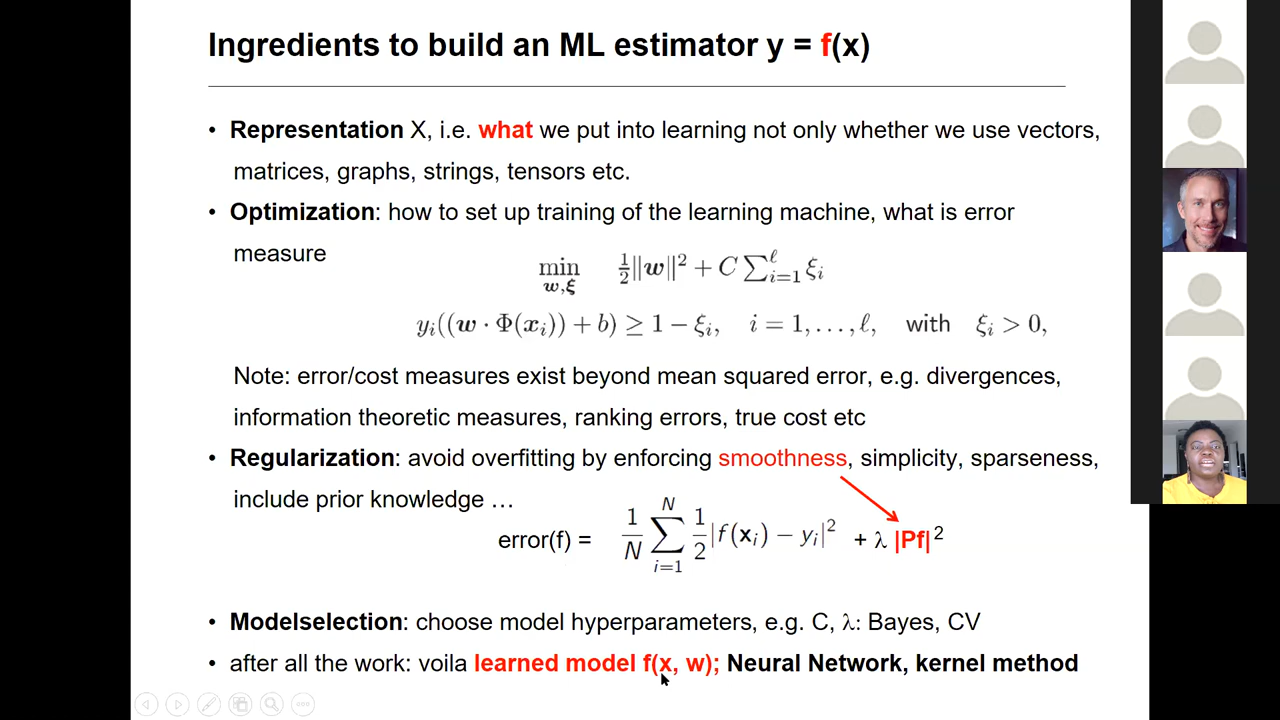 Ingredients to build an ML estimator y = f(x)
• Representation X, i.e. what we put into learning not only whether we use vectors,
matrices, graphs, strings, tensors etc.
• Optimization: how to set up training of the learning machine, what is error
measure
min ½‖w‖² + C ∑ᵢ₌₁^ℓ ξᵢ
w,ξ
yᵢ((w · Φ(xᵢ)) + b) ≥ 1 − ξᵢ, i = 1, . . . , ℓ, with ξᵢ > 0,
Note: error/cost measures exist beyond mean squared error, e.g. divergences,
information theoretic measures, ranking errors, true cost etc
• Regularization: avoid overfitting by enforcing smoothness, simplicity, sparseness,
include prior knowledge …
error(f) = 1/N ∑ᵢ₌₁^N 1/2 |f(xᵢ) − yᵢ|² + λ |Pf|²
• Modelselection: choose model hyperparameters, e.g. C, λ: Bayes, CV
• after all the work: voila learned model f(x, w); Neural Network, kernel method